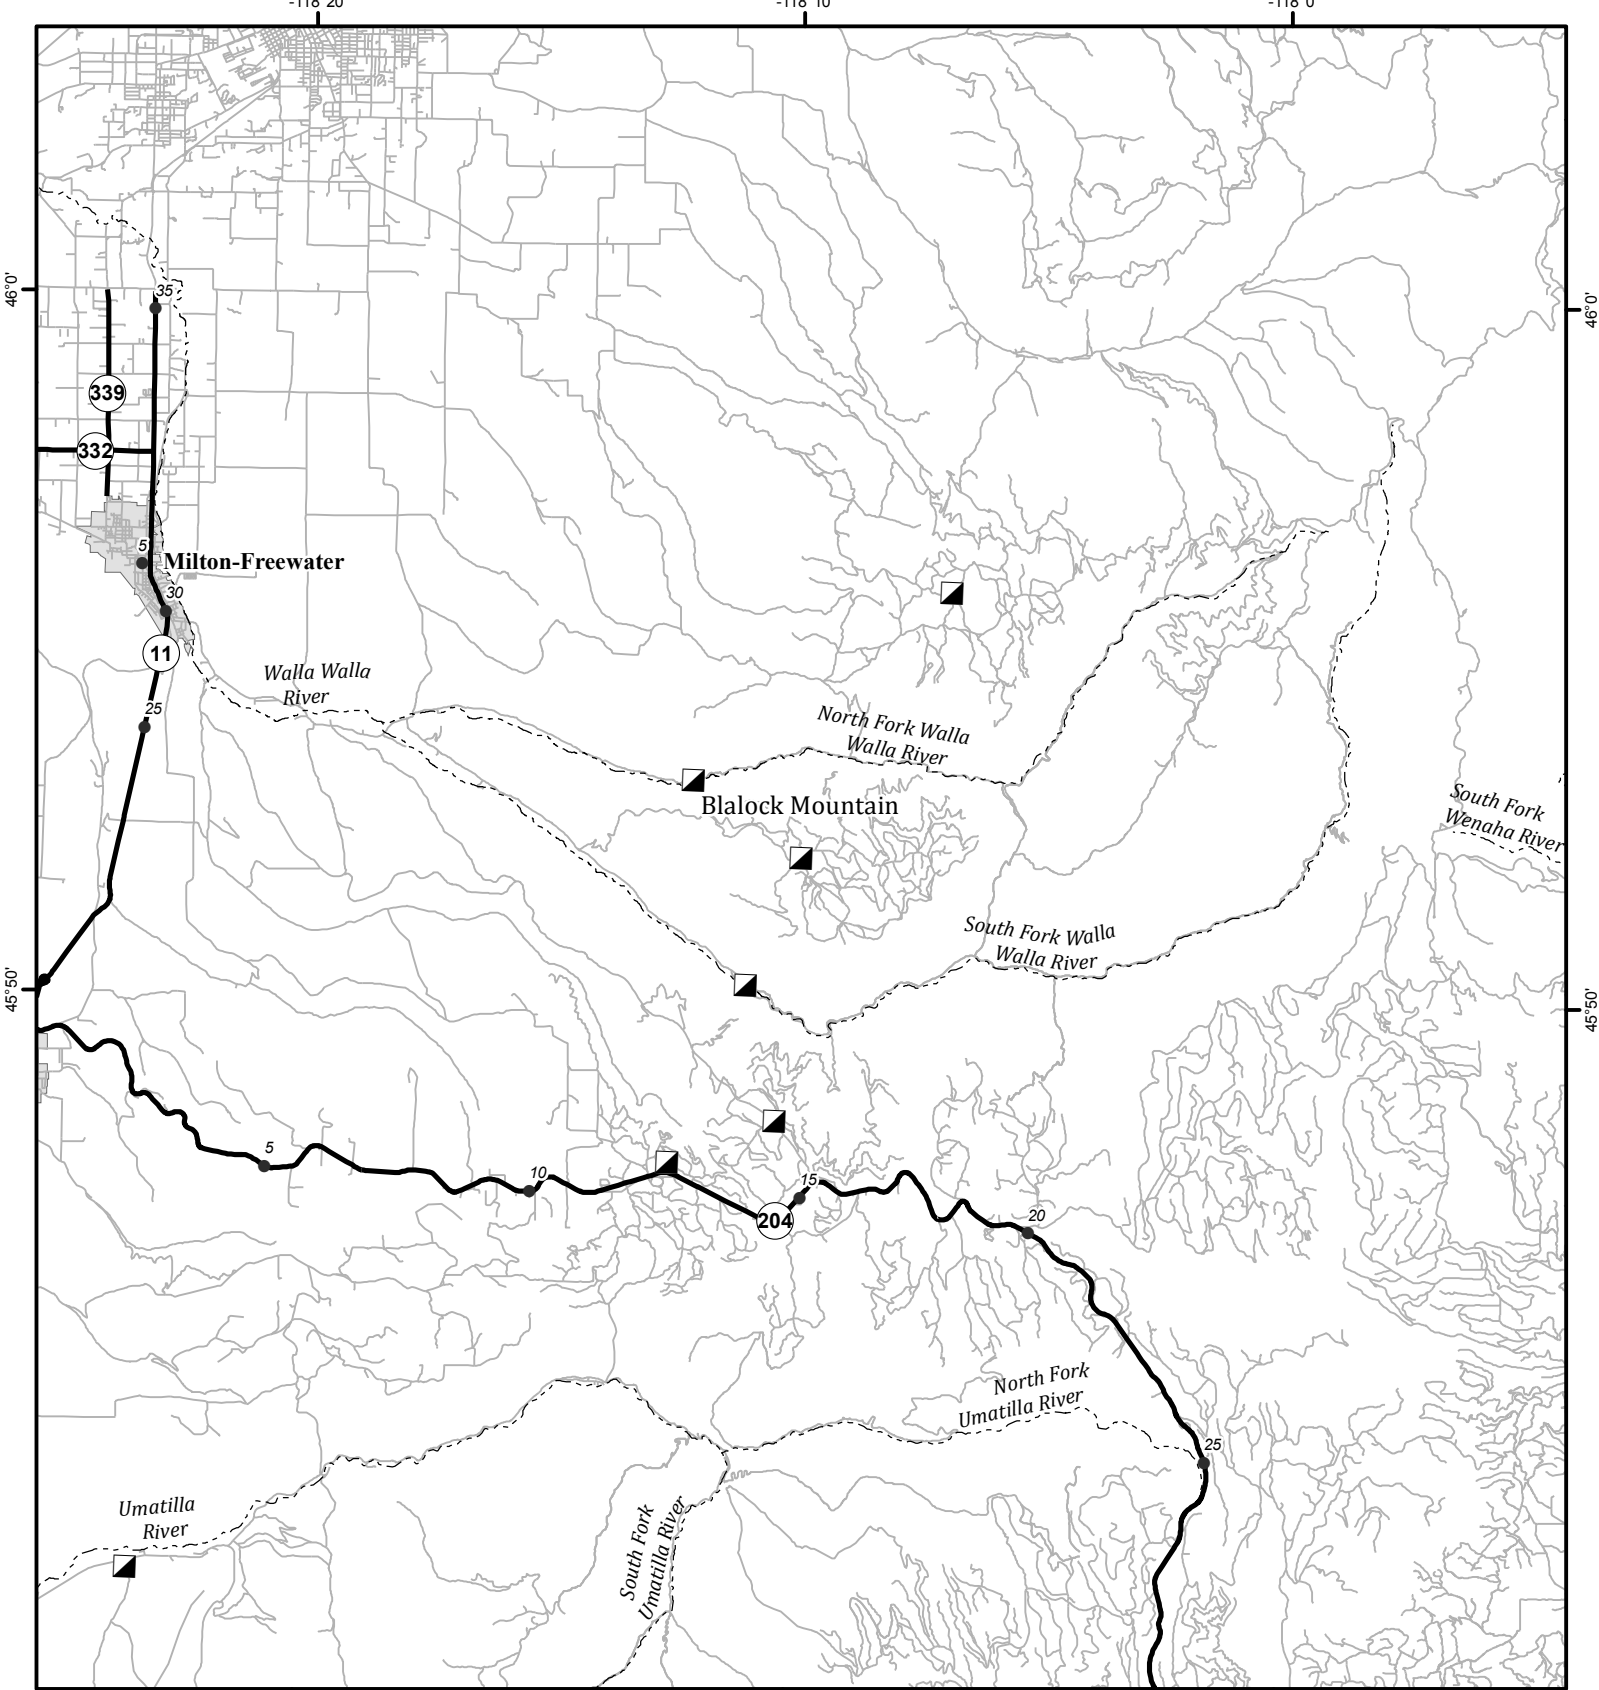 -118°20'
-118°10'
-118°0'
46°0'
35
46°0'
339
332
5
Milton-Freewater
30
11
Walla Walla
River
25
North Fork Walla
Walla River
Blalock Mountain
South Fork
Wenaha River
South Fork Walla
Walla River
45°50'
45°50'
5
10
15
204
20
North Fork
Umatilla River
25
Umatilla
River
South Fork
Umatilla River